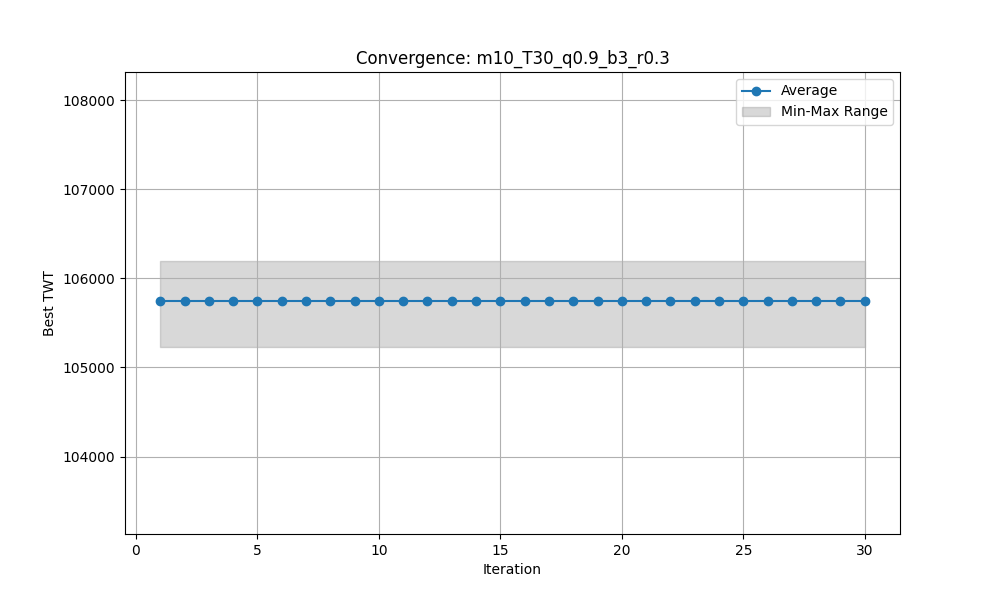 Convergence: m10_T30_q0.9_b3_r0.3
Average
Min-Max Range
108000
107000
106000
105000
104000
Best TWT
0 5 10 15 20 25 30
Iteration